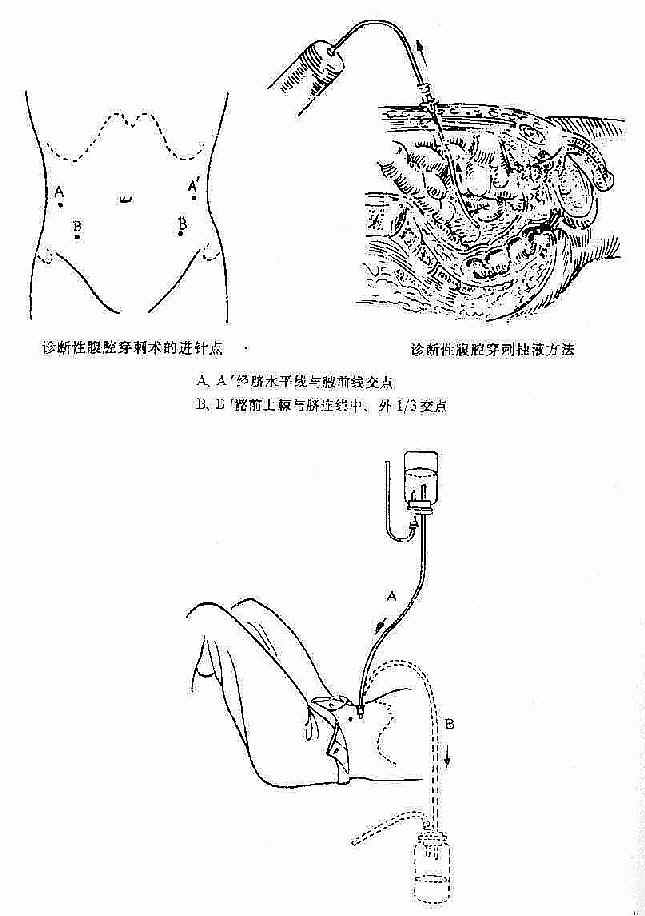 A
A′
B
B′
诊断性腹腔穿刺术的进针点
诊断性腹腔穿刺抽液方法
A、A′经脐水平线与腋前线交点
B、B′髂前上棘与脐连线中、外1/3交点
A
B